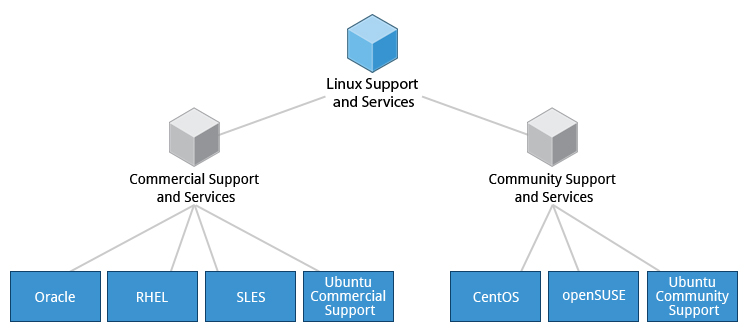 Linux Support
and Services
Commercial Support
and Services
Community Support
and Services
Oracle
RHEL
SLES
Ubuntu
Commercial
Support
CentOS
openSUSE
Ubuntu
Community
Support